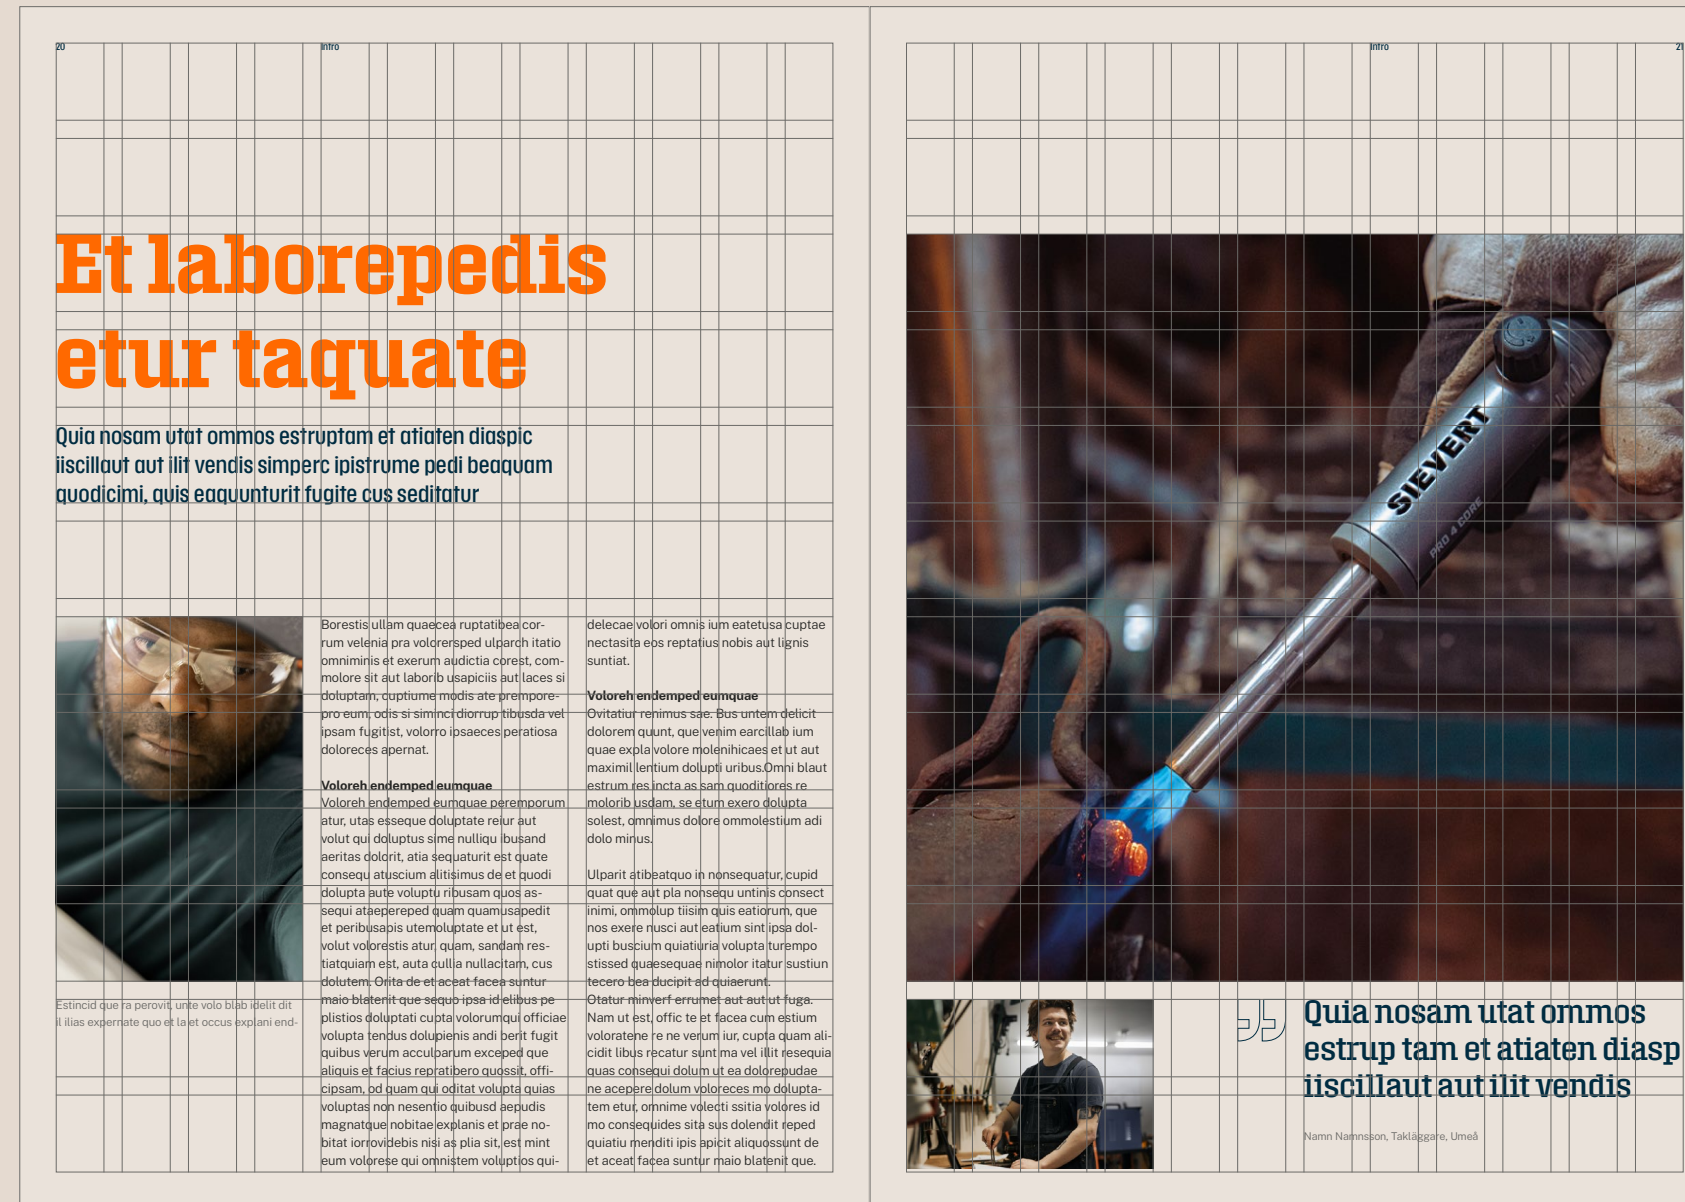 20
Intro
Et laborepedis
etur taquate
Quia nosam utat ommos estruptam et atiaten diaspic
iiscillaut aut ilit vendis simperc ipistrume pedi beaquam
quodicimi, quis eaquunturit fugite cus seditatur
Estincid que ra perovit, unte volo blab idelit dit
il ilias expernate quo et la et occus explani end-
Borestis ullam quaecea ruptatibea cor-
rum velenia pra volorersped ulparch itatio
omniminis et exerum audictia corest, com-
molore sit aut laborib usapiciis aut laces si
doluptam, cuptiume modis ate prempore-
pro eum, odis si siminci diorrup tibusda vel
ipsam fugitist, volorro ipsaeces peratiosa
doloreces apernat.
Voloreh endemped eumquae
Voloreh endemped eumquae peremporum
atur, utas esseque doluptate reiur aut
volut qui doluptus sime nulliqu ibusand
aeritas dolorit, atia sequaturit est quate
consequ atuscium alitisimus de et quodi
dolupta aute voluptu ribusam quos as-
sequi ataepereped quam quamusapedit
et peribusapis utemoluptate et ut est,
volut volorestis atur, quam, sandam res-
tiatquiam est, auta cullia nullacitam, cus
dolutem. Orita de et aceat facea suntur
maio blatenit que sequo ipsa id elibus pe
plistios doluptati cupta volorumqui officiae
volupta tendus dolupienis andi berit fugit
quibus verum acculparum exceped que
aliquis et facius repratibero quossit, offi-
cipsam, od quam qui oditat volupta quias
voluptas non nesentio quibusd aepudis
magnatque nobitae explanis et prae no-
bitat iorrovidebis nisi as plia sit, est mint
eum volorese qui omnistem voluptios qui-
delecae volori omnis ium eatetusa cuptae
nectasita eos reptatius nobis aut lignis
suntiat.
Voloreh endemped eumquae
Ovitatiur renimus sae. Bus untem delicit
dolorem quunt, que venim earcillab ium
quae expla volore molenihicaes et ut aut
maximil lentium dolupti uribus.Omni blaut
estrum res incta as sam quoditiores re
molorib usdam, se etum exero dolupta
solest, omnimus dolore ommolestium adi
dolo minus.
Ulparit atibeatquo in nonsequatur, cupid
quat que aut pla nonsequ untinis consect
inimi, ommolup tiisim quis eatiorum, que
nos exere nusci aut eatium sint ipsa dol-
upti buscium quiatiuria volupta turempo
stissed quaesequae nimolor itatur sustiun
tecero bea ducipit ad quiaerunt.
Otatur minverf errumet aut aut ut fuga.
Nam ut est, offic te et facea cum estium
voloratene re ne verum iur, cupta quam ali-
cidit libus recatur sunt ma vel illit resequia
quas consequi dolum ut ea dolorepudae
ne acepere dolum voloreces mo dolupta-
tem etur, omnime volecti ssitia volores id
mo consequides sita sus dolendit reped
quiatiu menditi ipis apicit aliquossunt de
et aceat facea suntur maio blatenit que.
Intro
21
SIEVERT
PRO 4 CORE
Quia nosam utat ommos
estrup tam et atiaten diasp
iiscillaut aut ilit vendis
Namn Namnsson, Takläggare, Umeå